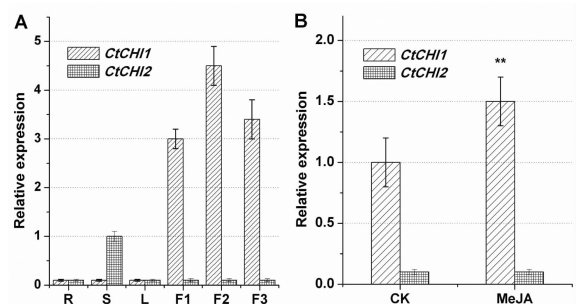 A
CtCHI1
CtCHI2
Relative expression
5
4
3
2
1
0
R S L F1 F2 F3
B
CtCHI1
CtCHI2
**
Relative expression
2.0
1.5
1.0
0.5
0.0
CK MeJA